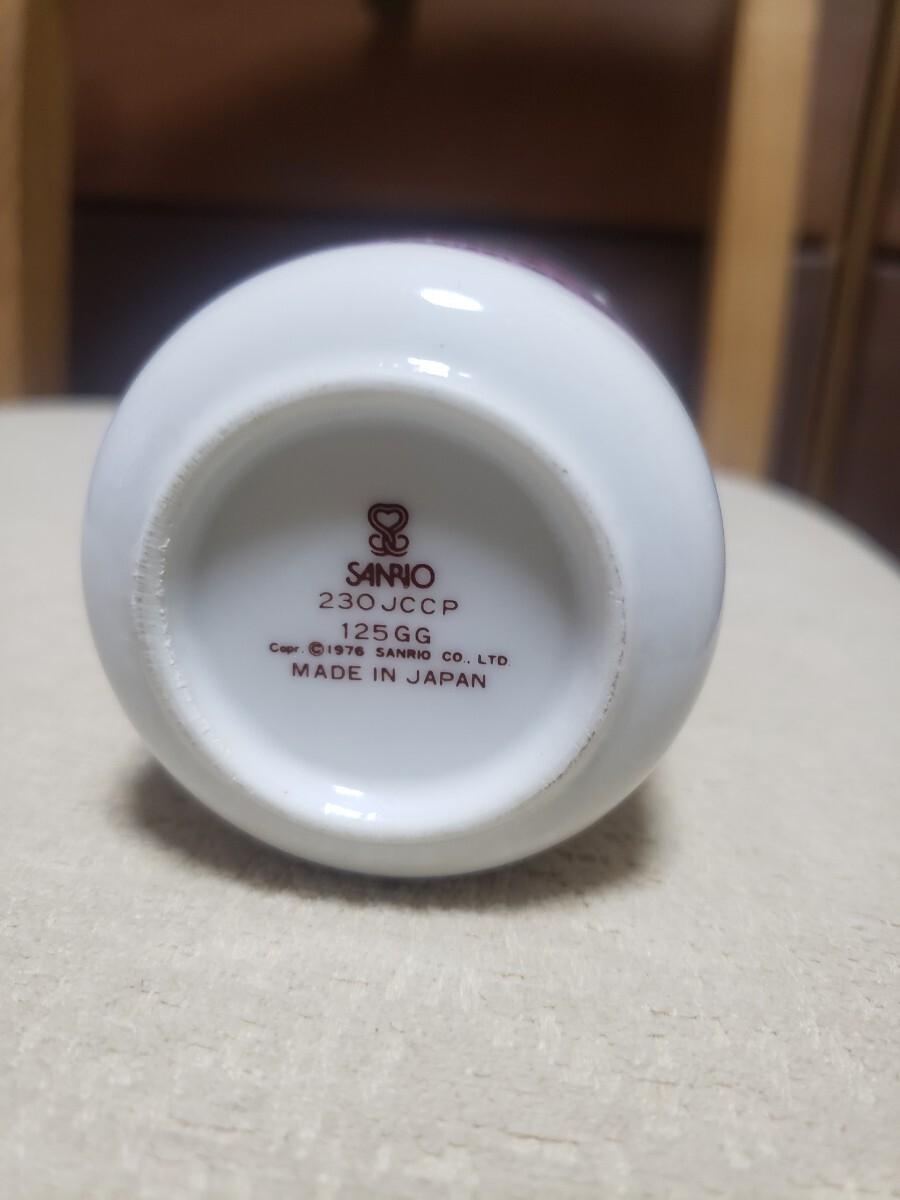 SANRIO
230JCCP
125GG
Copr. ©1976 SANRIO CO., LTD.
MADE IN JAPAN